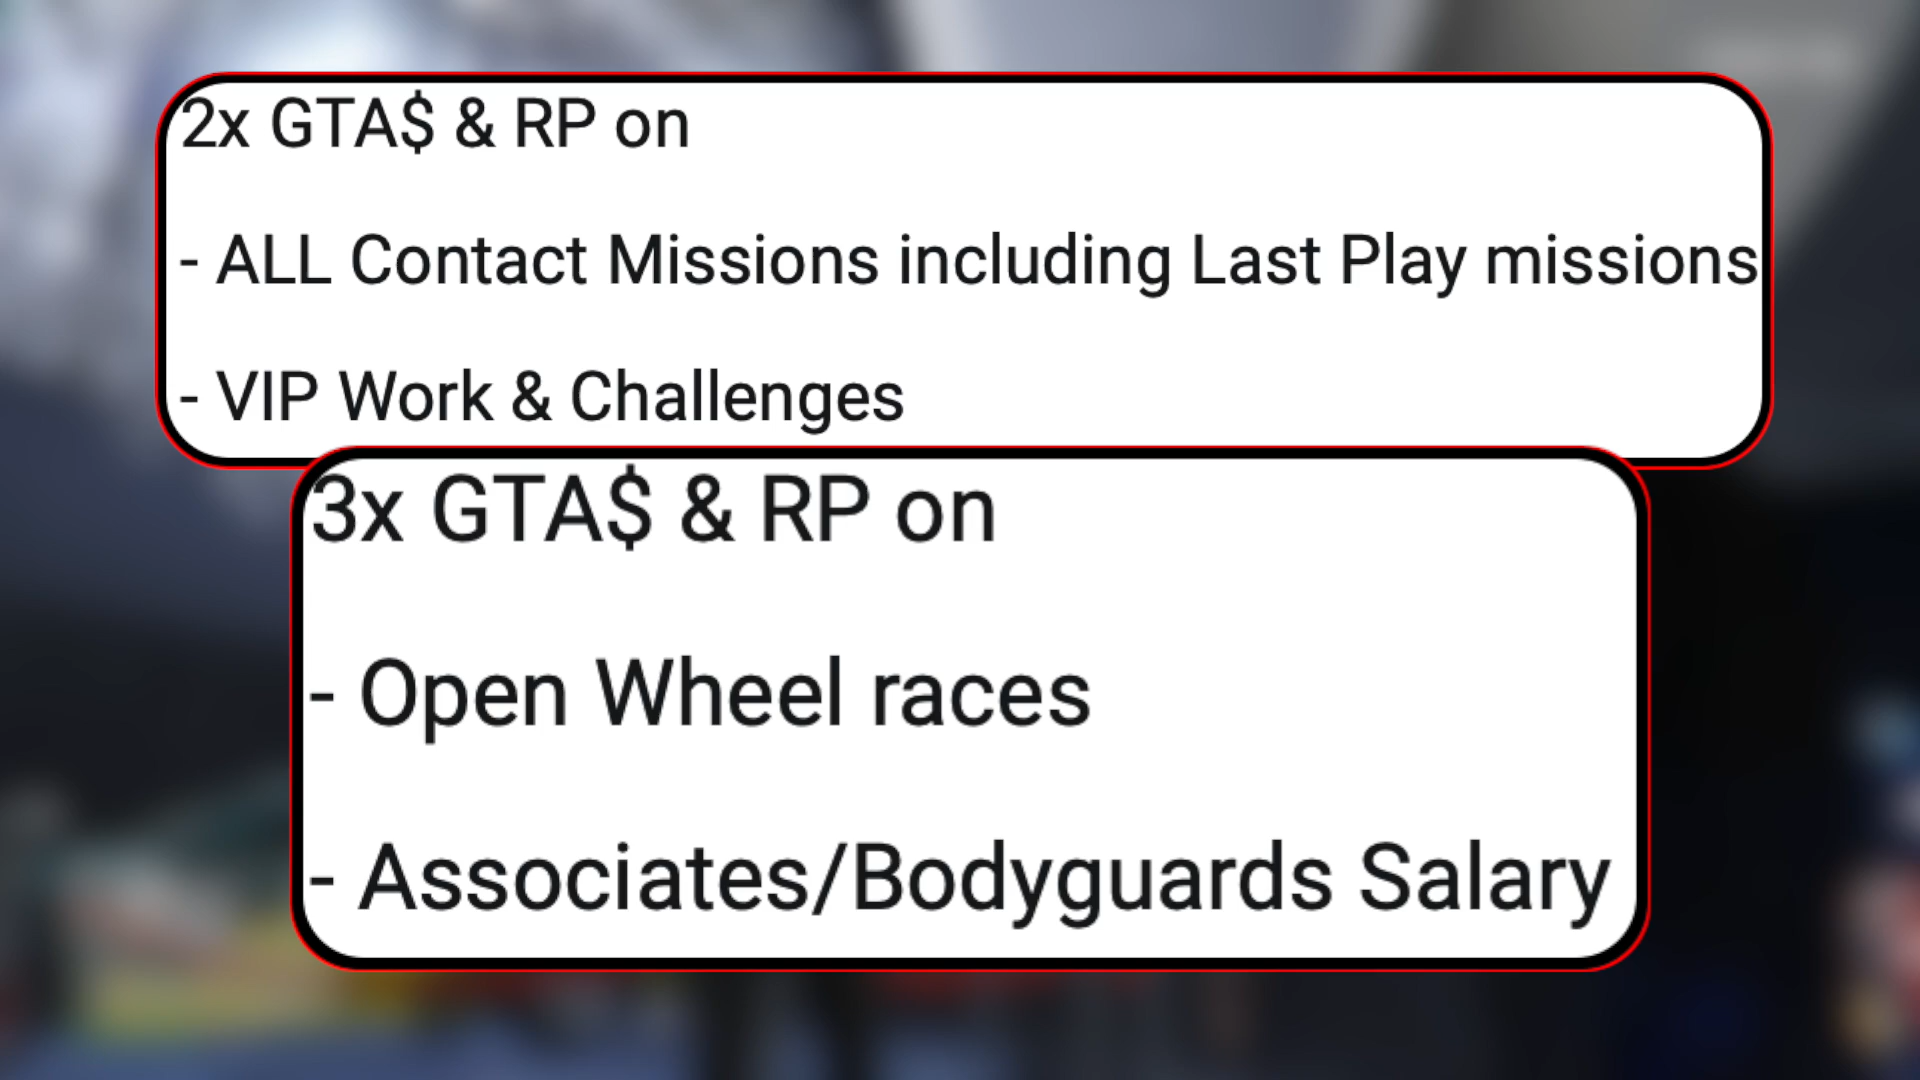 2x GTA$ & RP on
- ALL Contact Missions including Last Play missions
- VIP Work & Challenges
3x GTA$ & RP on
- Open Wheel races
- Associates/Bodyguards Salary